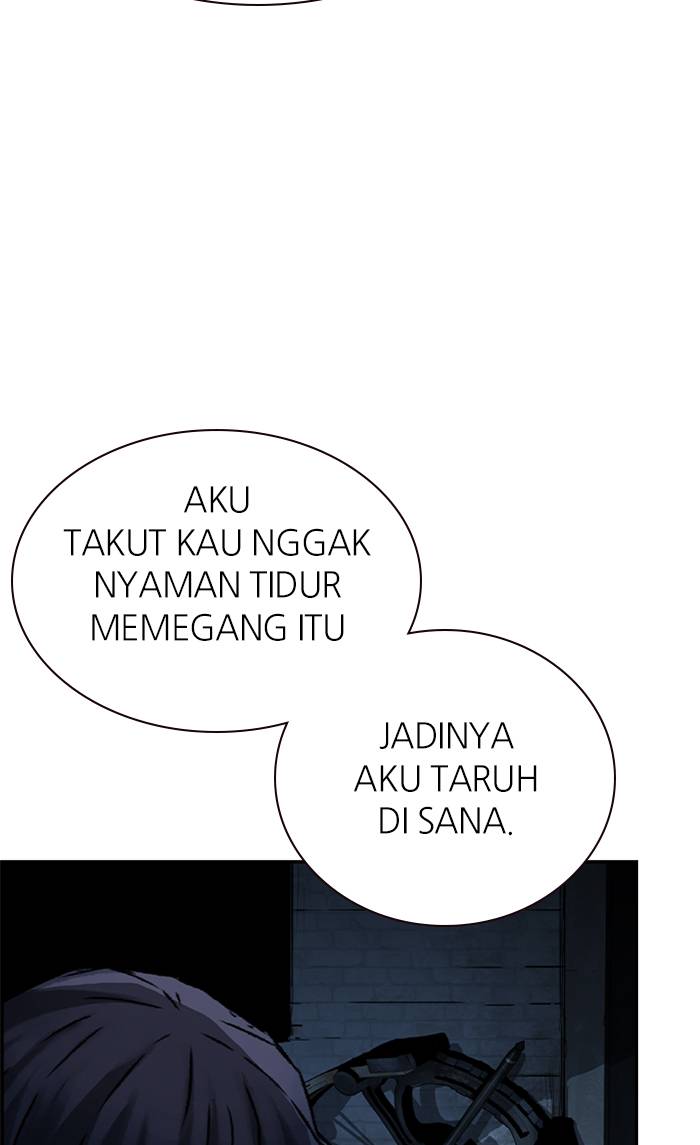 AKU
TAKUT KAU NGGAK
NYAMAN TIDUR
MEMEGANG ITU
JADINYA
AKU TARUH
DI SANA.